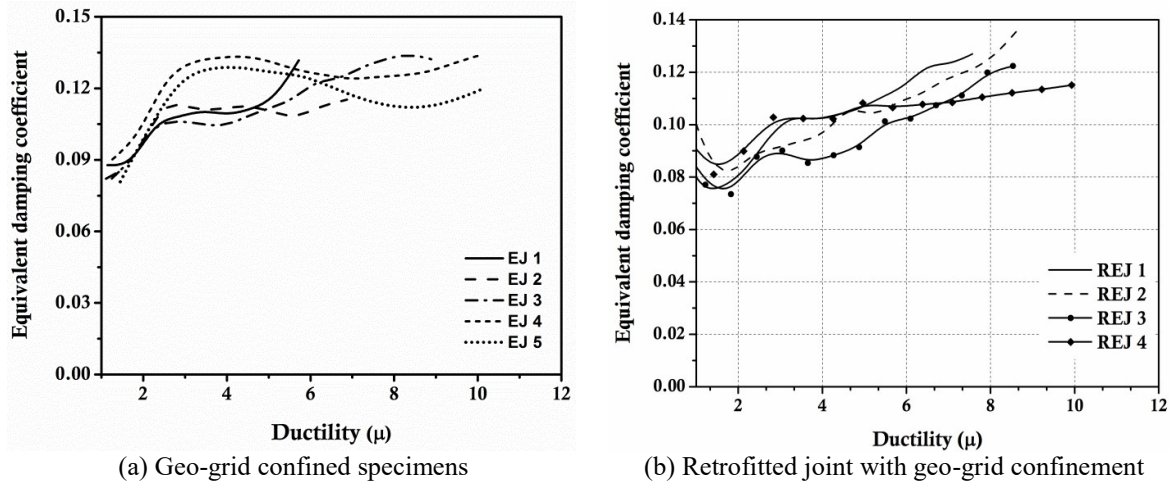 Equivalent damping coefficient
0.15
0.12
0.09
0.06
0.03
0.00
2
4
6
8
10
12
Ductility (μ)
EJ 1
EJ 2
EJ 3
EJ 4
EJ 5
(a) Geo-grid confined specimens
Equivalent damping coefficient
0.14
0.12
0.10
0.08
0.06
0.04
0.02
0.00
2
4
6
8
10
12
Ductility (μ)
REJ 1
REJ 2
REJ 3
REJ 4
(b) Retrofitted joint with geo-grid confinement